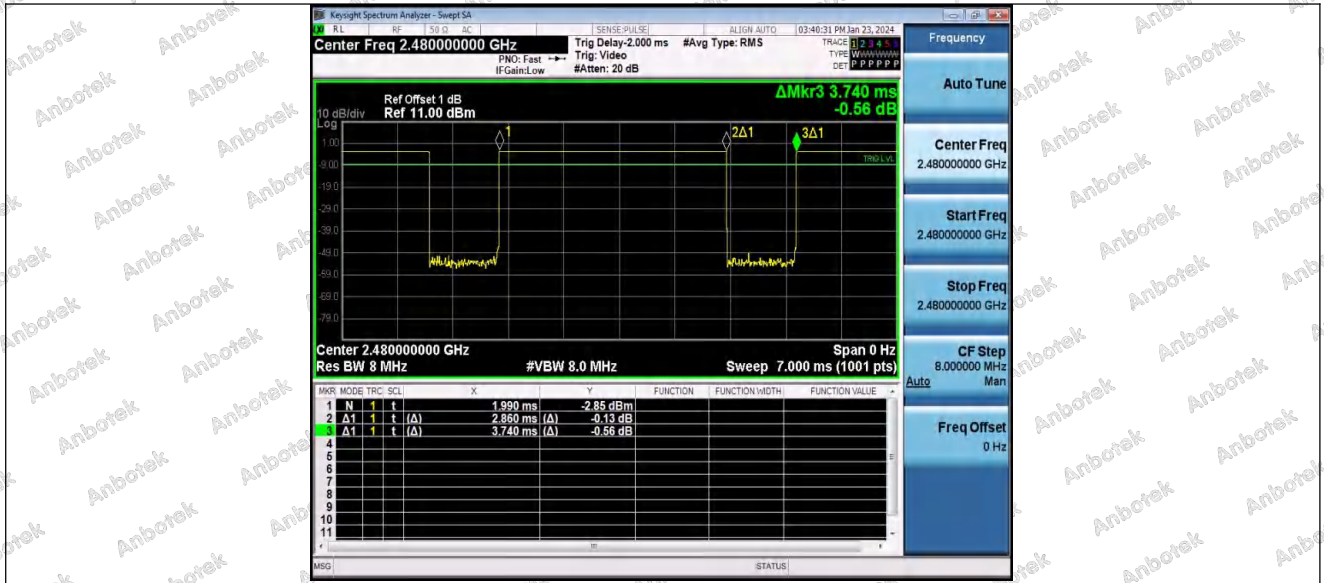 Keysight Spectrum Analyzer - Swept SA
RL RF 50 Ω AC SENSE:PULSE ALIGN AUTO 03:40:31 PM Jan 23, 2024
Center Freq 2.480000000 GHz
PNO: Fast
IFGain:Low
Trig Delay-2.000 ms
Trig: Video
#Atten: 20 dB
#Avg Type: RMS
TRACE 1 2 3 4 5 6
TYPE W W W W W W
DET P P P P P P
ΔMkr3 3.740 ms
-0.56 dB
Ref Offset 1 dB
10 dB/div Ref 11.00 dBm
Log
1.00
-9.00
-19.0
-29.0
-39.0
-49.0
-59.0
-69.0
-79.0
1
2Δ1
3Δ1
TRIG LVL
Center 2.480000000 GHz Span 0 Hz
Res BW 8 MHz #VBW 8.0 MHz Sweep 7.000 ms (1001 pts)
MKR MODE TRC SCL X Y FUNCTION FUNCTION WIDTH FUNCTION VALUE
1 N 1 t 1.990 ms -2.85 dBm
2 Δ1 1 t (Δ) 2.860 ms (Δ) -0.13 dB
3 Δ1 1 t (Δ) 3.740 ms (Δ) -0.56 dB
4
5
6
7
8
9
10
11
MSG STATUS
Frequency
Auto Tune
Center Freq
2.480000000 GHz
Start Freq
2.480000000 GHz
Stop Freq
2.480000000 GHz
CF Step
8.000000 MHz
Auto Man
Freq Offset
0 Hz
Anbotek